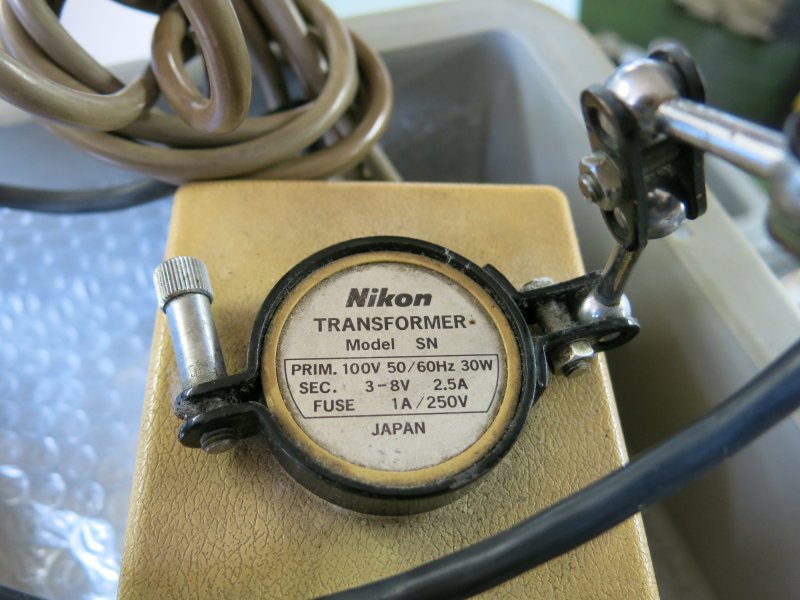 Nikon
TRANSFORMER
Model SN
PRIM. 100V 50/60Hz 30W
SEC. 3-8V 2.5A
FUSE 1A/250V
JAPAN